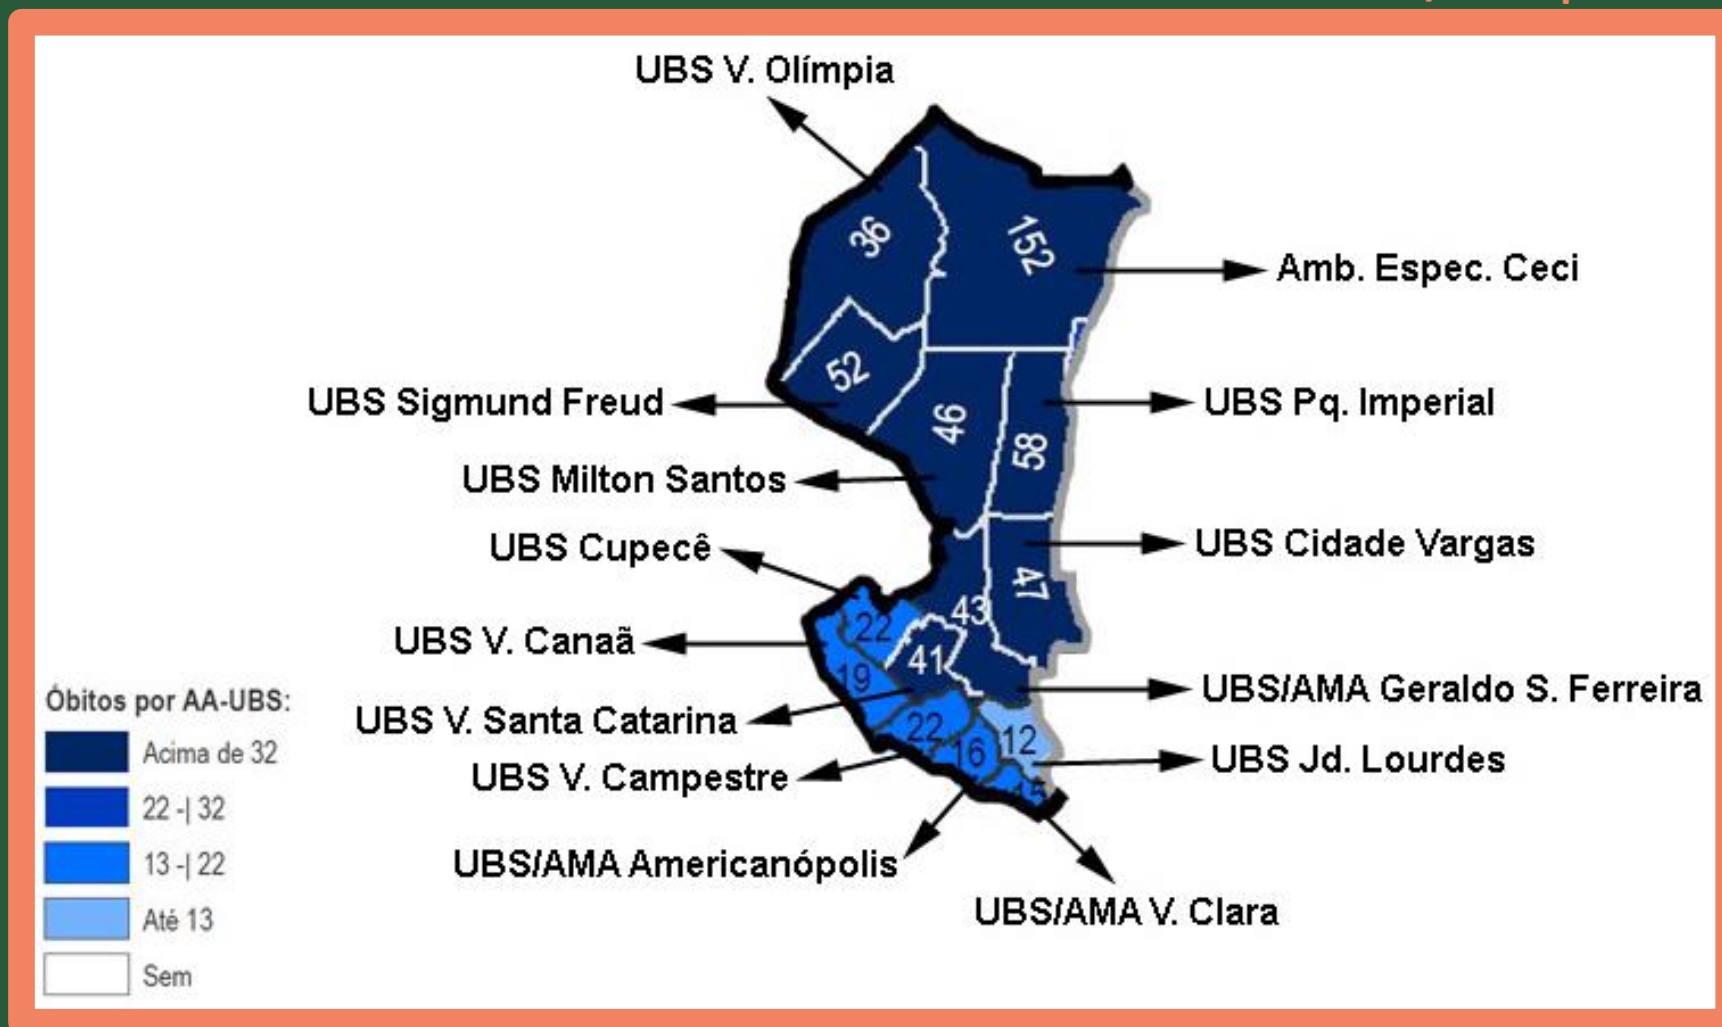 UBS V. Olímpia
36
152
Amb. Espec. Ceci
52
UBS Sigmund Freud
46
UBS Pq. Imperial
58
UBS Milton Santos
UBS Cupecê
UBS Cidade Vargas
47
43
22
UBS V. Canaã
41
19
UBS/AMA Geraldo S. Ferreira
UBS V. Santa Catarina
22
12
16
UBS Jd. Lourdes
UBS V. Campestre
15
UBS/AMA Americanópolis
UBS/AMA V. Clara
Óbitos por AA-UBS:
Acima de 32
22 -| 32
13 -| 22
Até 13
Sem